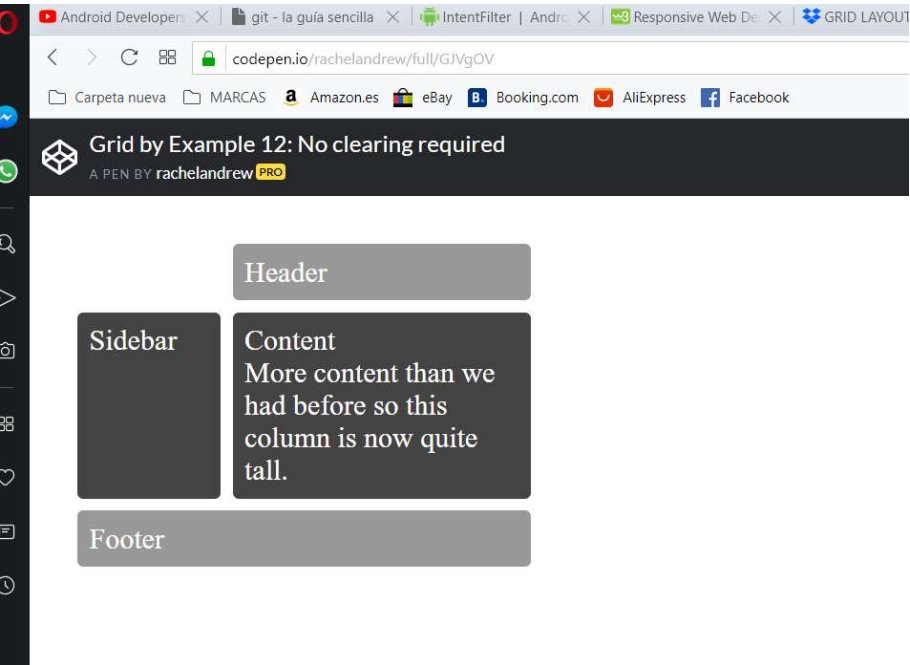 Android Developers git - la guía sencilla IntentFilter | Andro Responsive Web De GRID LAYOUT
codepen.io/rachelandrew/full/GJVgOV
Carpeta nueva MARCAS a Amazon.es eBay B. Booking.com AliExpress f Facebook
Grid by Example 12: No clearing required
A PEN BY rachelandrew PRO
Header
Sidebar
Content
More content than we
had before so this
column is now quite
tall.
Footer